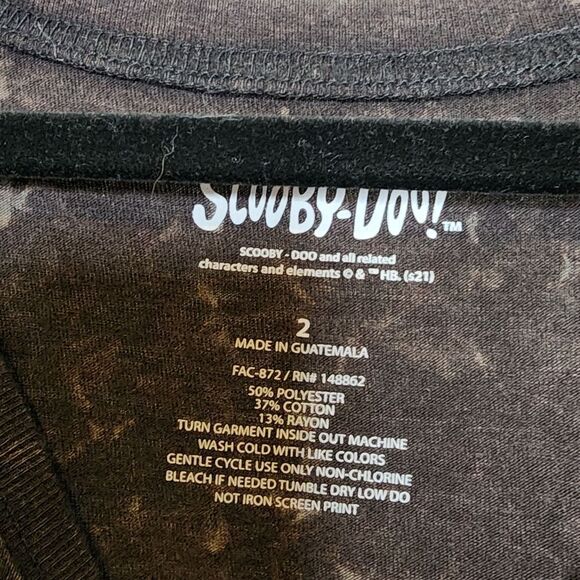 SCOOBY-DOO!™
SCOOBY - DOO and all related
characters and elements © & ™ HB. (s21)
2
MADE IN GUATEMALA
FAC-872 / RN# 148862
50% POLYESTER
37% COTTON
13% RAYON
TURN GARMENT INSIDE OUT MACHINE
WASH COLD WITH LIKE COLORS
GENTLE CYCLE USE ONLY NON-CHLORINE
BLEACH IF NEEDED TUMBLE DRY LOW DO
NOT IRON SCREEN PRINT